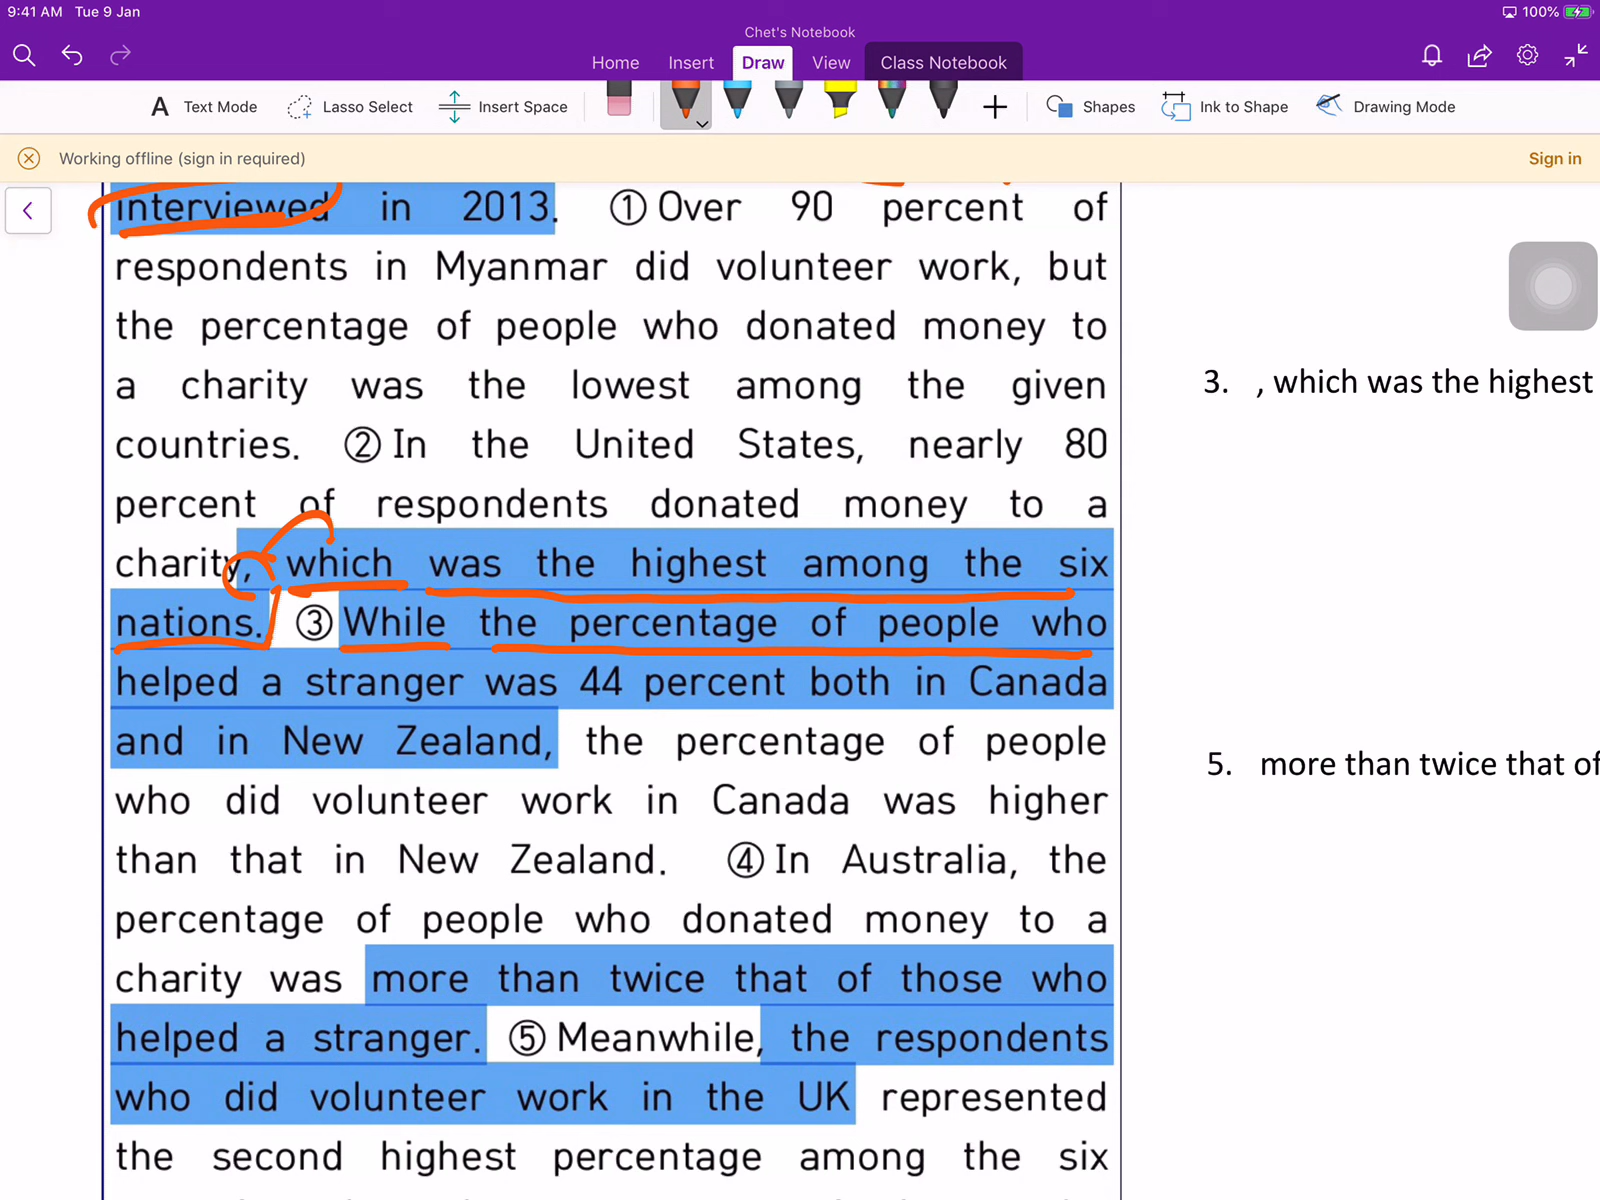 9:41 AM Tue 9 Jan
100%
Chet's Notebook
Home Insert Draw View Class Notebook
Text Mode Lasso Select Insert Space Shapes Ink to Shape Drawing Mode
Working offline (sign in required) Sign in
interviewed in 2013. ① Over 90 percent of
respondents in Myanmar did volunteer work, but
the percentage of people who donated money to
a charity was the lowest among the given
countries. ② In the United States, nearly 80
percent of respondents donated money to a
charity, which was the highest among the six
nations. ③ While the percentage of people who
helped a stranger was 44 percent both in Canada
and in New Zealand, the percentage of people
who did volunteer work in Canada was higher
than that in New Zealand. ④ In Australia, the
percentage of people who donated money to a
charity was more than twice that of those who
helped a stranger. ⑤ Meanwhile, the respondents
who did volunteer work in the UK represented
the second highest percentage among the six
3. , which was the highest
5. more than twice that of